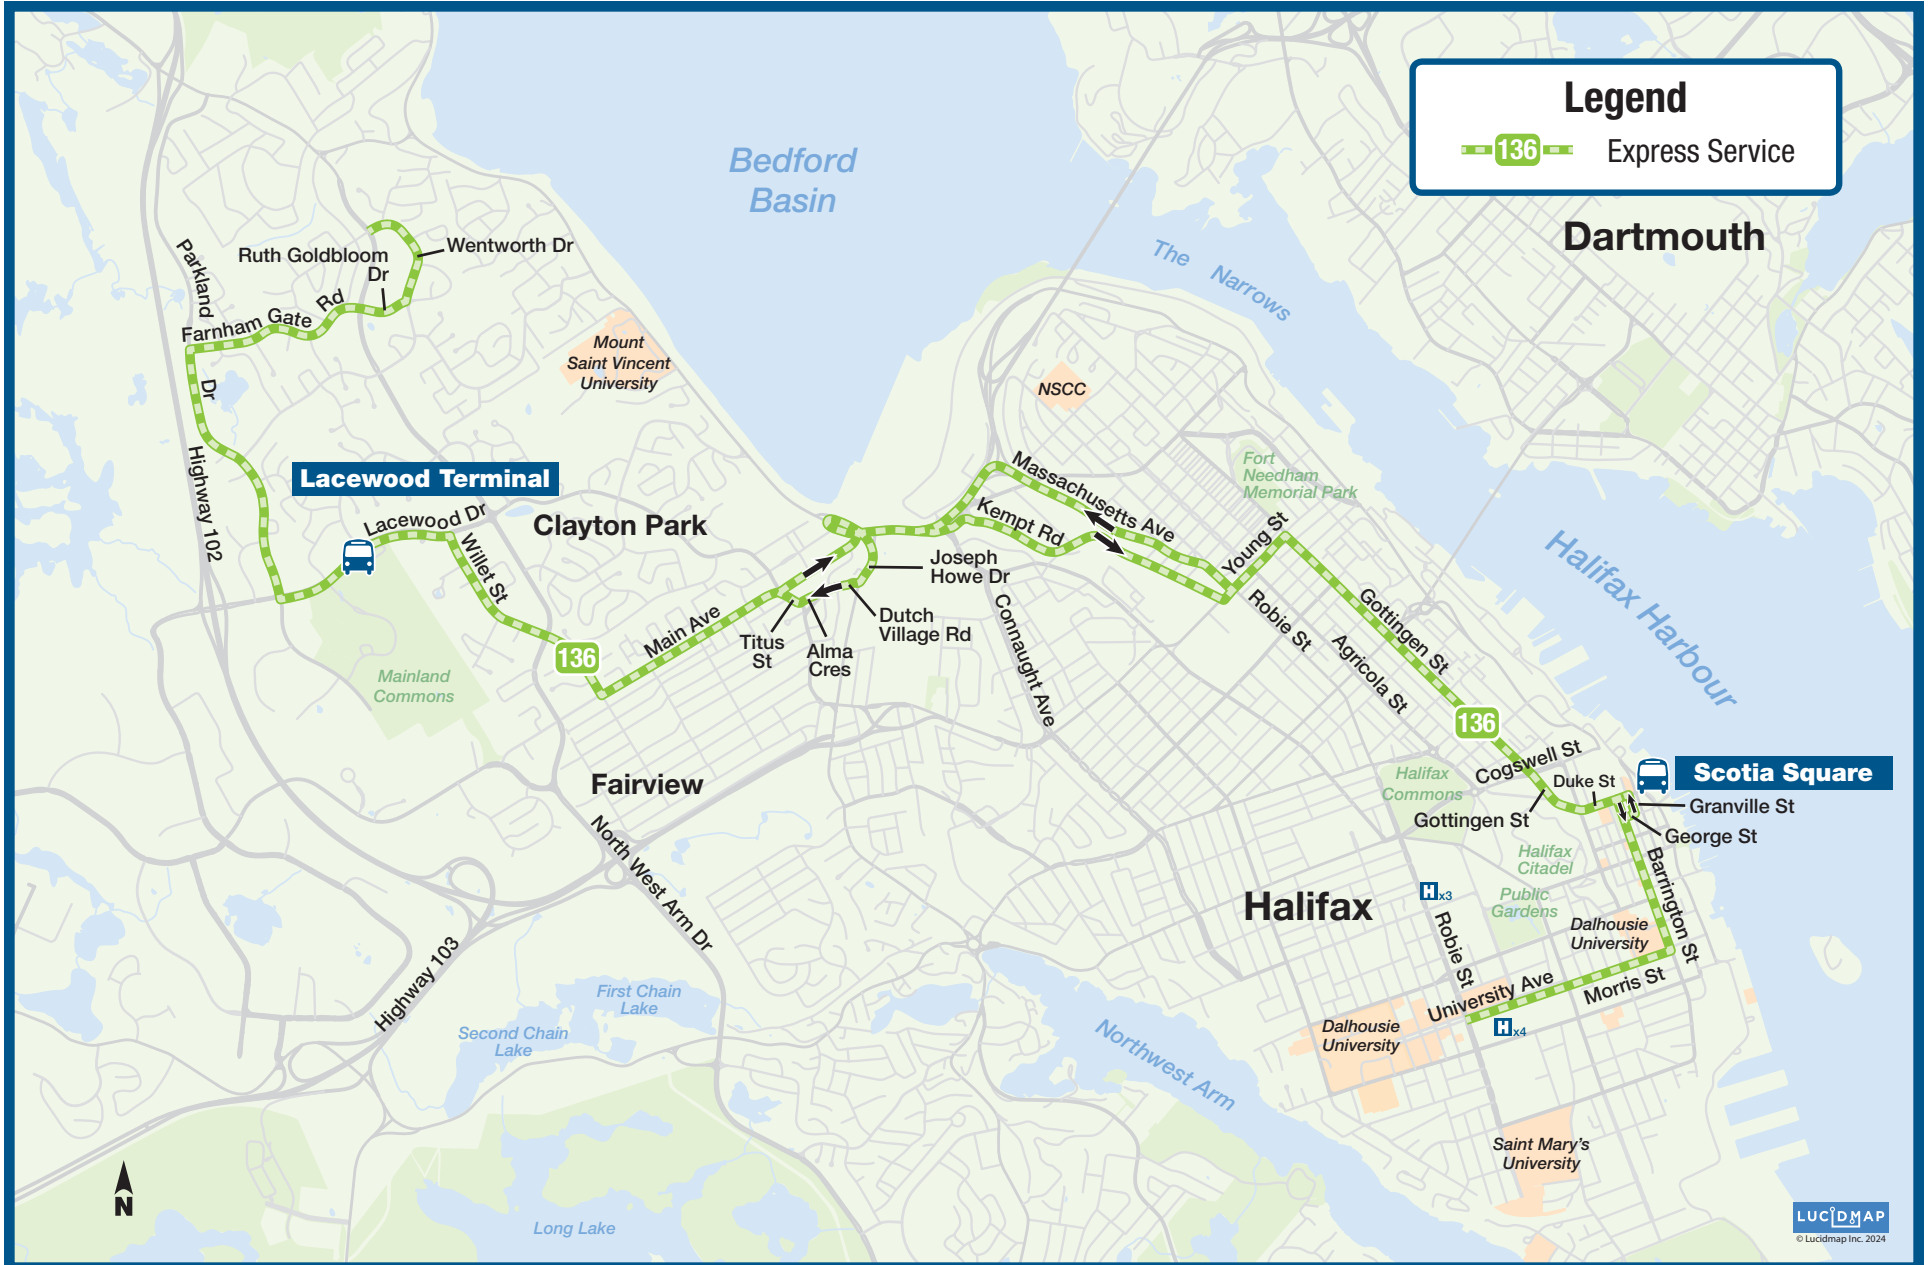 Legend
136
Express Service
Bedford
Basin
The Narrows
Dartmouth
Parkland
Dr
Ruth Goldbloom
Dr
Wentworth Dr
Farnham Gate Rd
Mount
Saint Vincent
University
NSCC
Highway 102
Lacewood Terminal
Lacewood Dr
Willet St
Clayton Park
Massachusetts Ave
Kempt Rd
Fort
Needham
Memorial Park
Young St
Joseph
Howe Dr
Dutch
Village Rd
Titus
St
Alma
Cres
Main Ave
136
Connaught Ave
Robie St
Agricola St
Gottingen St
Halifax Harbour
Mainland
Commons
136
Fairview
Cogswell St
Duke St
Scotia Square
Granville St
George St
Gottingen St
Halifax
Commons
Halifax
Citadel
Public
Gardens
Barrington St
North West Arm Dr
Halifax
H x3
Robie St
Dalhousie
University
Highway 103
University Ave
Morris St
H x4
First Chain
Lake
Second Chain
Lake
Dalhousie
University
Northwest Arm
Saint Mary's
University
Long Lake
N
LUCIDMAP
© Lucidmap Inc. 2024